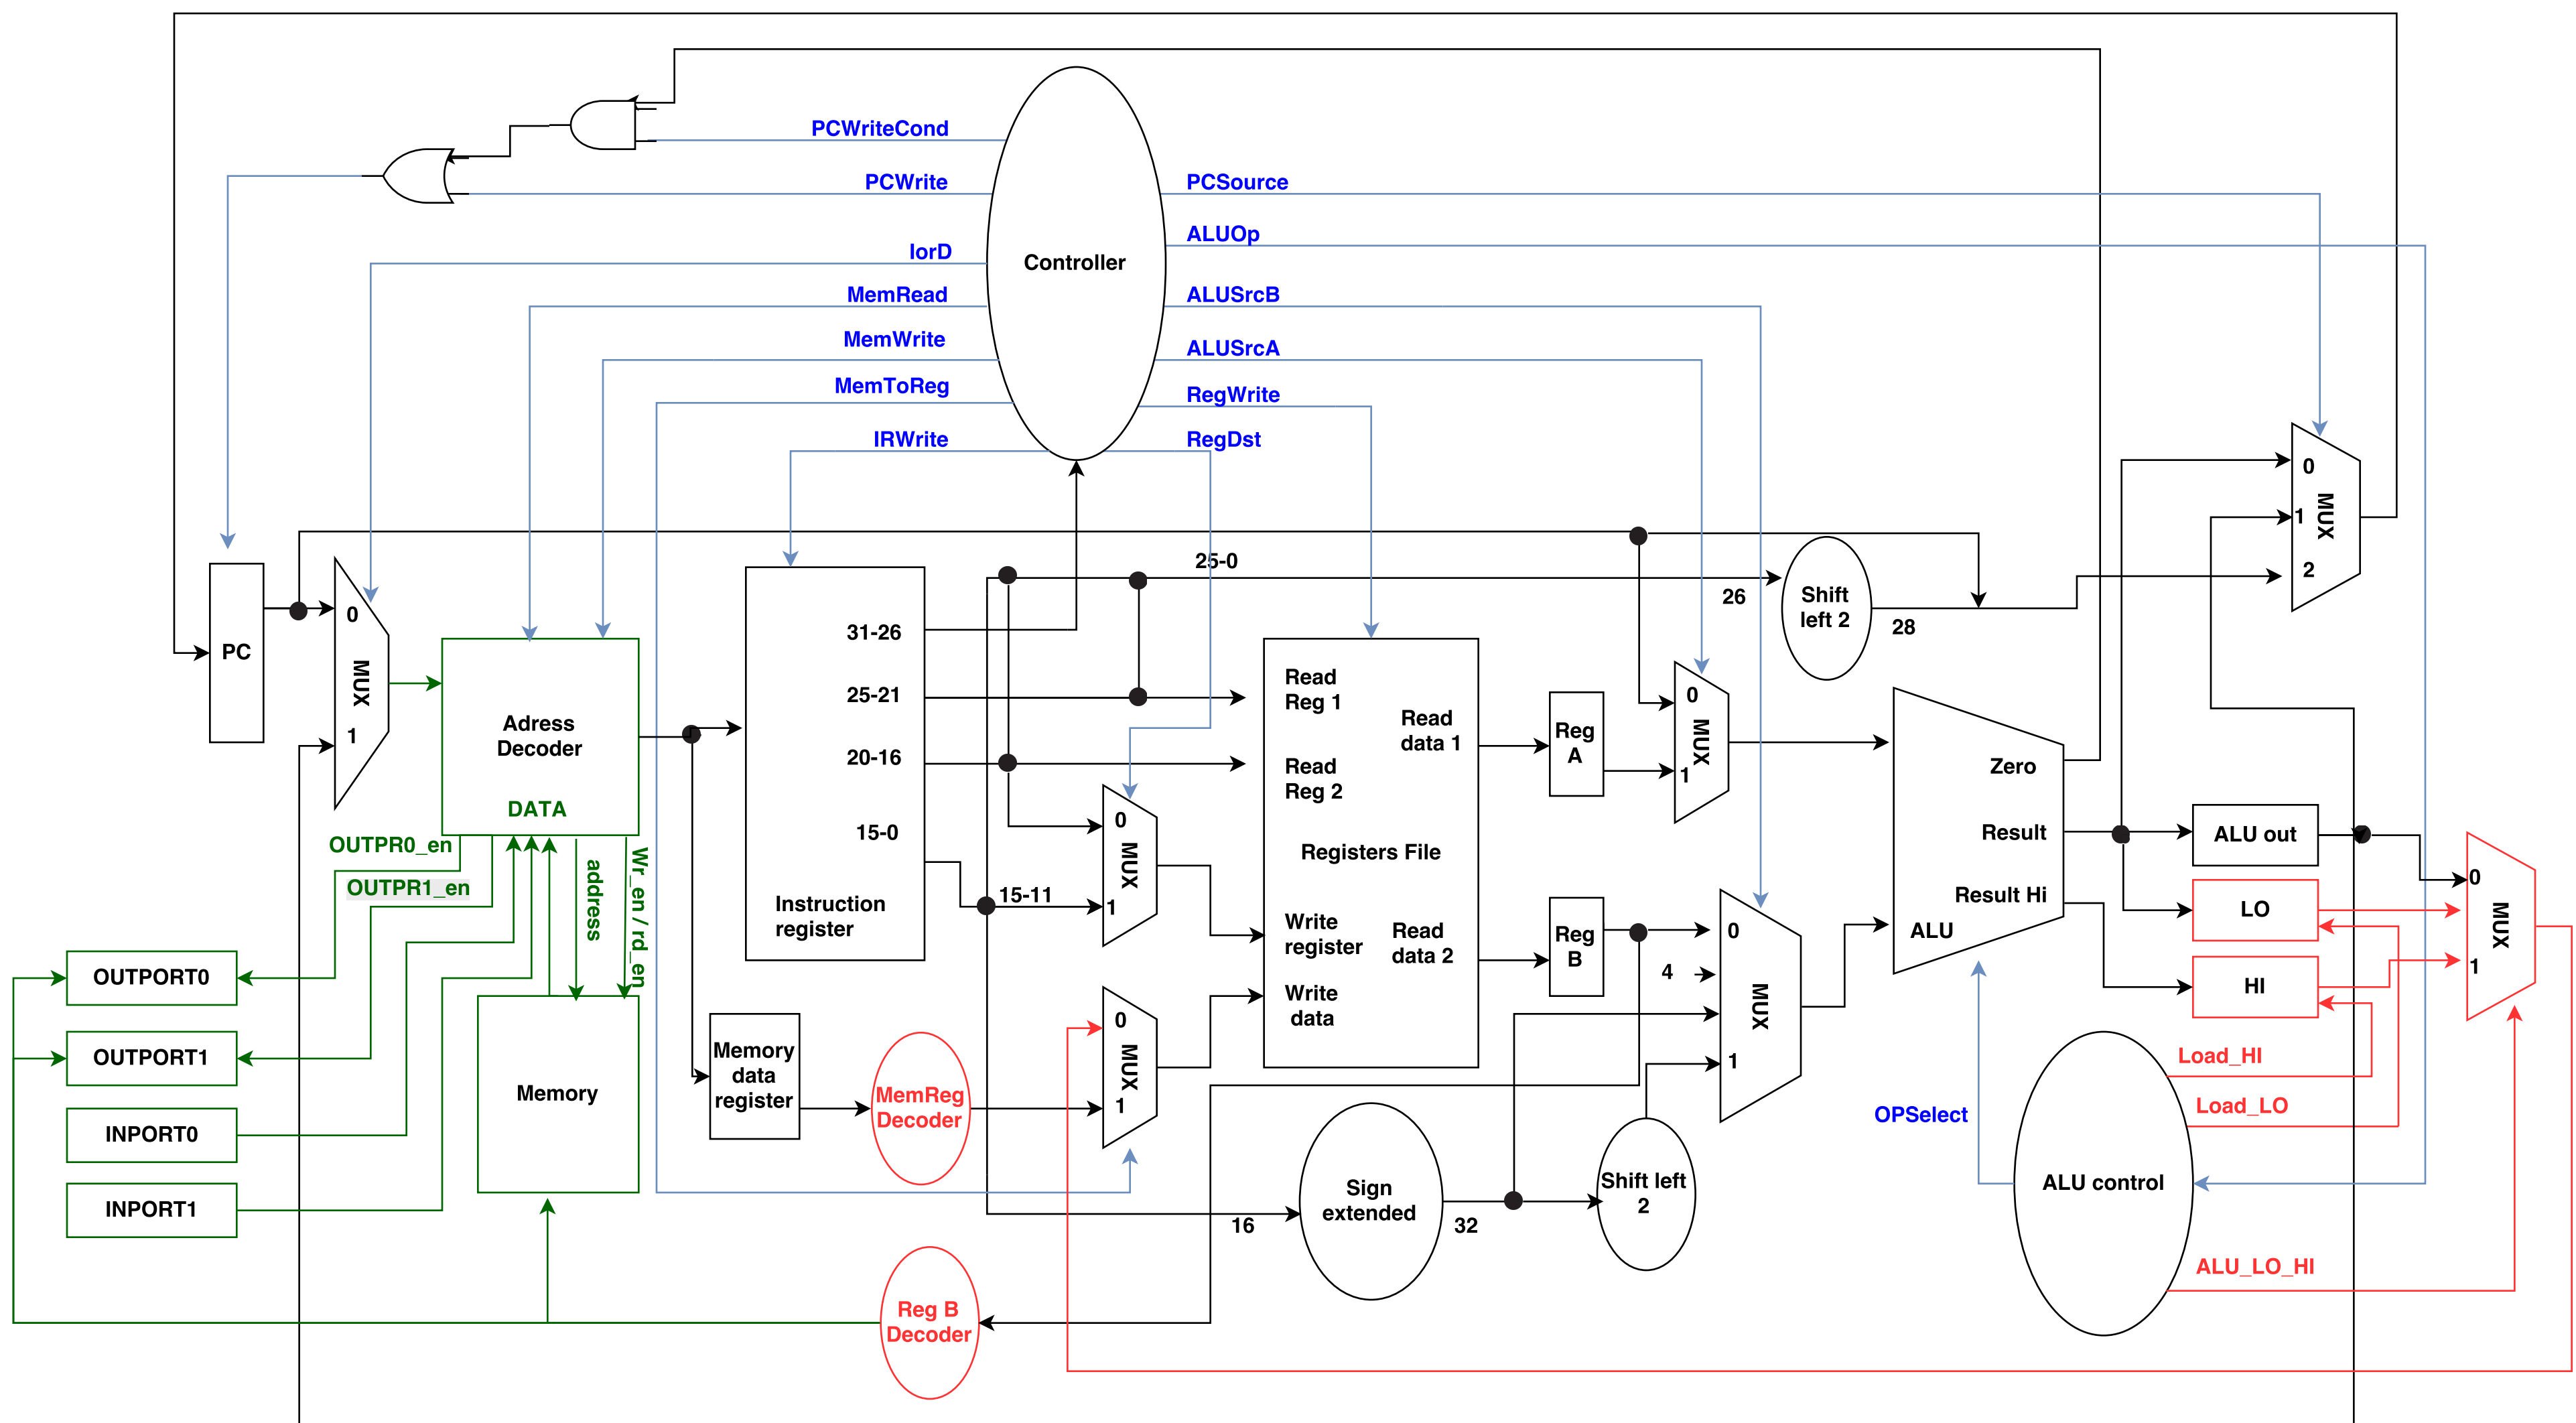 PCWriteCond
PCWrite
PCSource
ALUOp
IorD
Controller
MemRead
ALUSrcB
MemWrite
ALUSrcA
MemToReg
RegWrite
IRWrite
RegDst
0
MUX
1
2
25-0
26
Shift
left 2
28
PC
0
MUX
1
Adress
Decoder
DATA
31-26
25-21
20-16
15-0
Instruction
register
15-11
Read
Reg 1
Read
data 1
Read
Reg 2
Registers File
Write
register
Read
data 2
Write
data
Reg
A
Reg
B
0
MUX
1
0
4
MUX
1
Zero
Result
Result Hi
ALU
ALU out
LO
HI
0
MUX
1
0
MUX
1
0
MUX
1
OUTPR0_en
OUTPR1_en
address
Wr_en / rd_en
OUTPORT0
OUTPORT1
INPORT0
INPORT1
Memory
Memory
data
register
MemReg
Decoder
16
Sign
extended
32
Shift left
2
Reg B
Decoder
OPSelect
ALU control
Load_HI
Load_LO
ALU_LO_HI